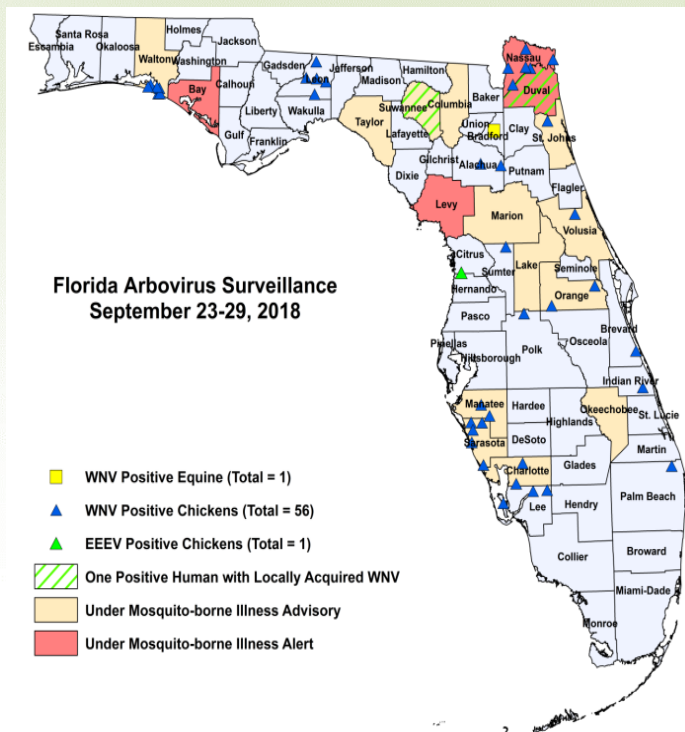 Holmes
Santa Rosa
Jackson
Escambia
Okaloosa
Walton
Washington
Gadsden
Jefferson
Leon
Hamilton
Madison
Nassau
Duval
Bay
Calhoun
Liberty
Wakulla
Gulf
Franklin
Taylor
Suwannee
Columbia
Baker
Lafayette
Union
Bradford
Clay
St. Johns
Gilchrist
Alachua
Putnam
Dixie
Flagler
Levy
Marion
Volusia
Citrus
Sumter
Lake
Seminole
Hernando
Orange
Florida Arbovirus Surveillance
September 23-29, 2018
Pasco
Brevard
Osceola
Pinellas
Hillsborough
Polk
Indian River
Manatee
Hardee
Okeechobee
St. Lucie
Highlands
Sarasota
DeSoto
Martin
Charlotte
Glades
WNV Positive Equine (Total = 1)
Palm Beach
Lee
Hendry
WNV Positive Chickens (Total = 56)
EEEV Positive Chickens (Total = 1)
Collier
Broward
One Positive Human with Locally Acquired WNV
Miami-Dade
Under Mosquito-borne Illness Advisory
Monroe
Under Mosquito-borne Illness Alert